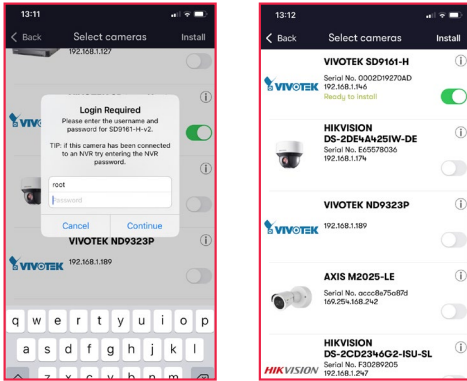 13:11
Back Select cameras Install
192.168.1.127
VIVO
Login Required
Please enter the username and
password for SD9161-H-v2.
TIP: if this camera has been connected
to an NVR try entering the NVR
password.
root
Password
Cancel Continue
VIVOTEK ND9323P
VIVOTEK 192.168.1.189
q w e r t y u i o p
a s d f g h j k l
z x c v b n m
13:12
Back Select cameras Install
VIVOTEK SD9161-H
Serial No. 0002D19270AD
VIVOTEK 192.168.1.146
Ready to install
HIKVISION
DS-2DE4A425IW-DE
Serial No. E65578036
192.168.1.174
VIVOTEK ND9323P
VIVOTEK 192.168.1.189
AXIS M2025-LE
Serial No. accc8e75a87d
169.254.168.242
HIKVISION
DS-2CD2346G2-ISU-SL
Serial No. F30289205
HIKVISION 192.168.1.247